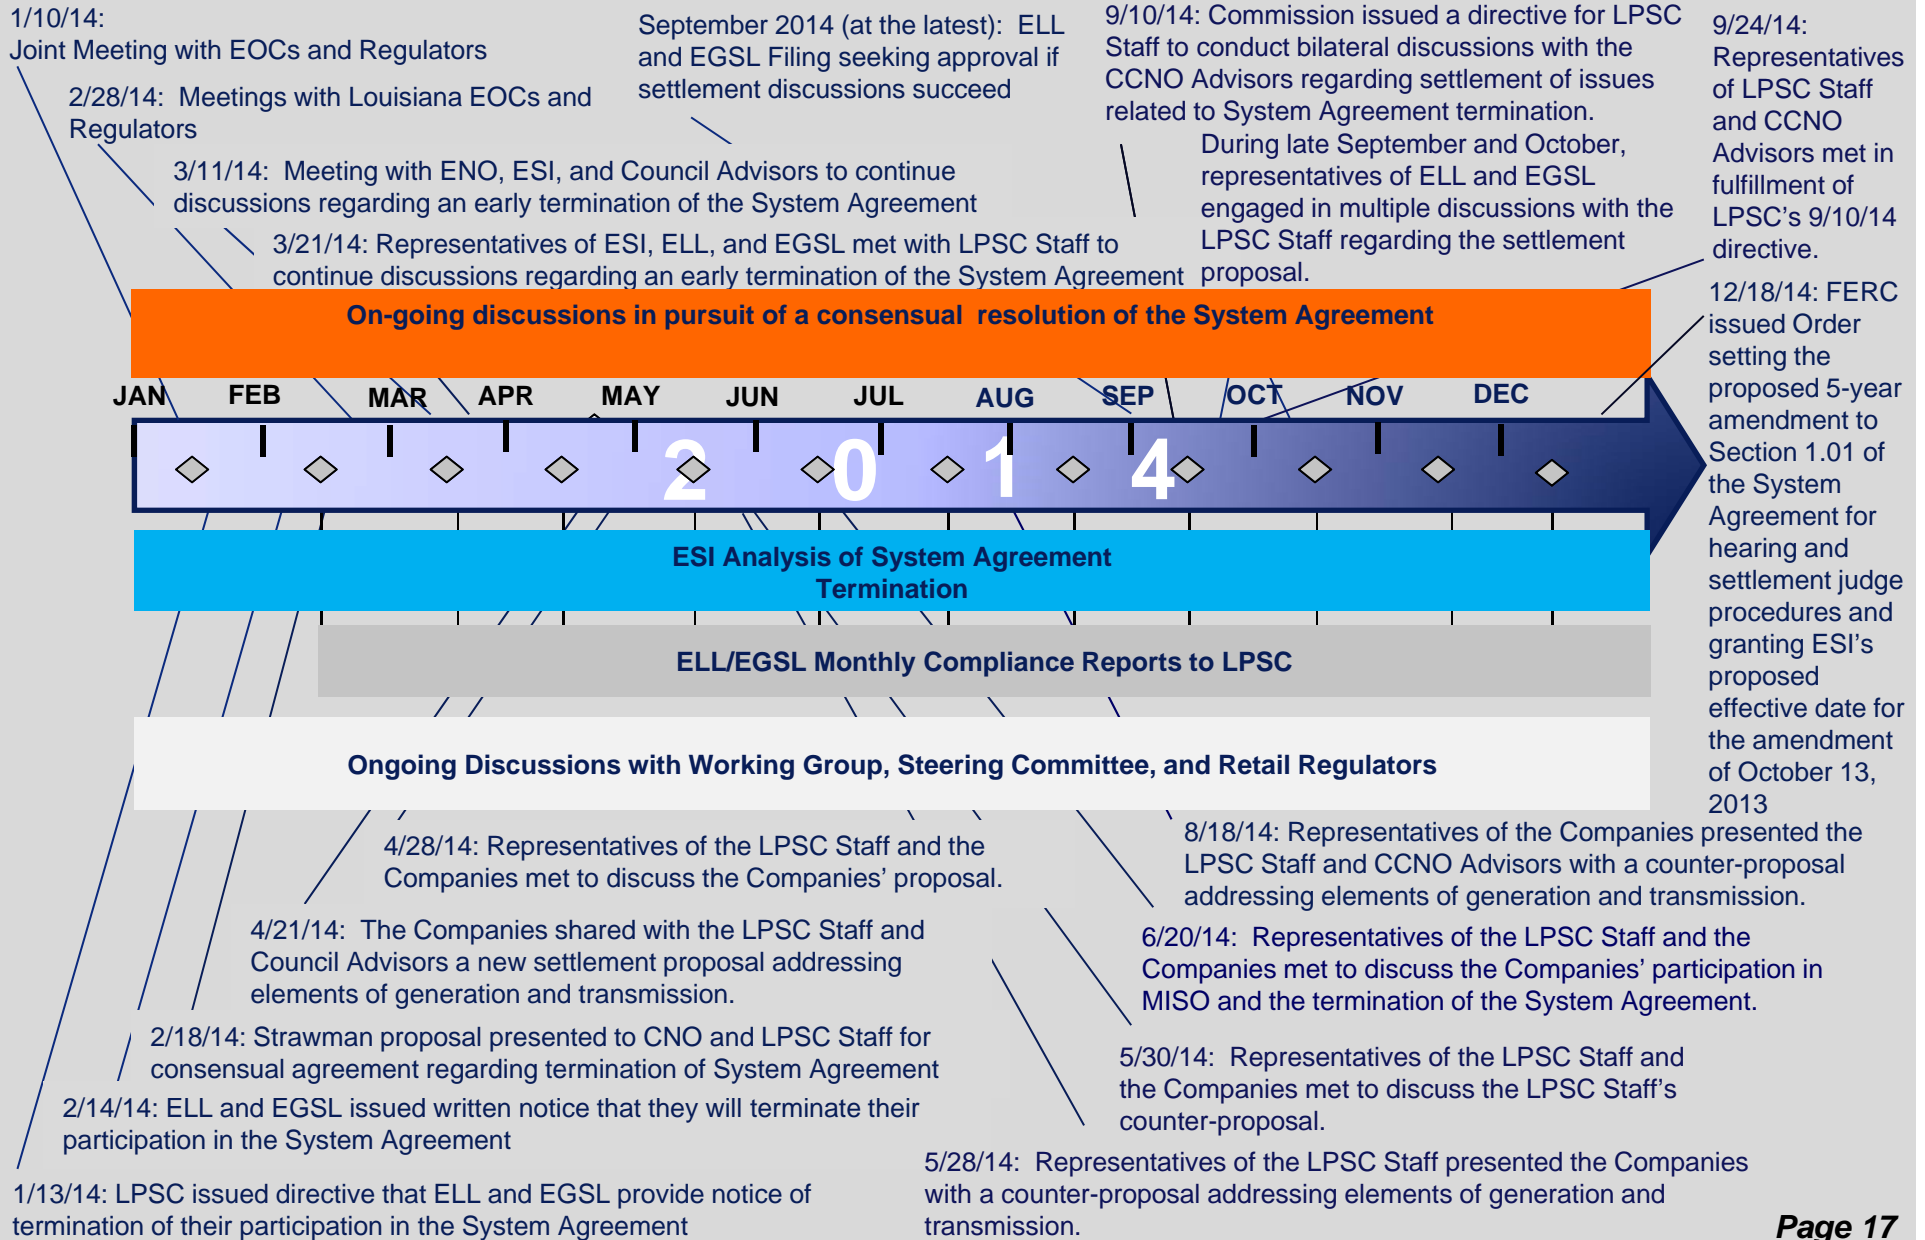 1/10/14:
Joint Meeting with EOCs and Regulators
2/28/14:  Meetings with Louisiana EOCs and
Regulators
3/11/14:  Meeting with ENO, ESI, and Council Advisors to continue
discussions regarding an early termination of the System Agreement
3/21/14: Representatives of ESI, ELL, and EGSL met with LPSC Staff to
continue discussions regarding an early termination of the System Agreement
September 2014 (at the latest):  ELL
and EGSL Filing seeking approval if
settlement discussions succeed
9/10/14: Commission issued a directive for LPSC
Staff to conduct bilateral discussions with the
CCNO Advisors regarding settlement of issues
related to System Agreement termination.
During late September and October,
representatives of ELL and EGSL
engaged in multiple discussions with the
LPSC Staff regarding the settlement
proposal.
9/24/14:
Representatives
of LPSC Staff
and CCNO
Advisors met in
fulfillment of
LPSC's 9/10/14
directive.
12/18/14: FERC
issued Order
setting the
proposed 5-year
amendment to
Section 1.01 of
the System
Agreement for
hearing and
settlement judge
procedures and
granting ESI's
proposed
effective date for
the amendment
of October 13,
2013
On-going discussions in pursuit of a consensual  resolution of the System Agreement
JAN FEB MAR APR MAY JUN JUL AUG SEP OCT NOV DEC
2 0 1 4
ESI Analysis of System Agreement
Termination
ELL/EGSL Monthly Compliance Reports to LPSC
Ongoing Discussions with Working Group, Steering Committee, and Retail Regulators
4/28/14: Representatives of the LPSC Staff and the
Companies met to discuss the Companies' proposal.
4/21/14:  The Companies shared with the LPSC Staff and
Council Advisors a new settlement proposal addressing
elements of generation and transmission.
2/18/14: Strawman proposal presented to CNO and LPSC Staff for
consensual agreement regarding termination of System Agreement
2/14/14: ELL and EGSL issued written notice that they will terminate their
participation in the System Agreement
1/13/14: LPSC issued directive that ELL and EGSL provide notice of
termination of their participation in the System Agreement
8/18/14: Representatives of the Companies presented the
LPSC Staff and CCNO Advisors with a counter-proposal
addressing elements of generation and transmission.
6/20/14:  Representatives of the LPSC Staff and the
Companies met to discuss the Companies' participation in
MISO and the termination of the System Agreement.
5/30/14:  Representatives of the LPSC Staff and
the Companies met to discuss the LPSC Staff's
counter-proposal.
5/28/14:  Representatives of the LPSC Staff presented the Companies
with a counter-proposal addressing elements of generation and
transmission.
Page 17